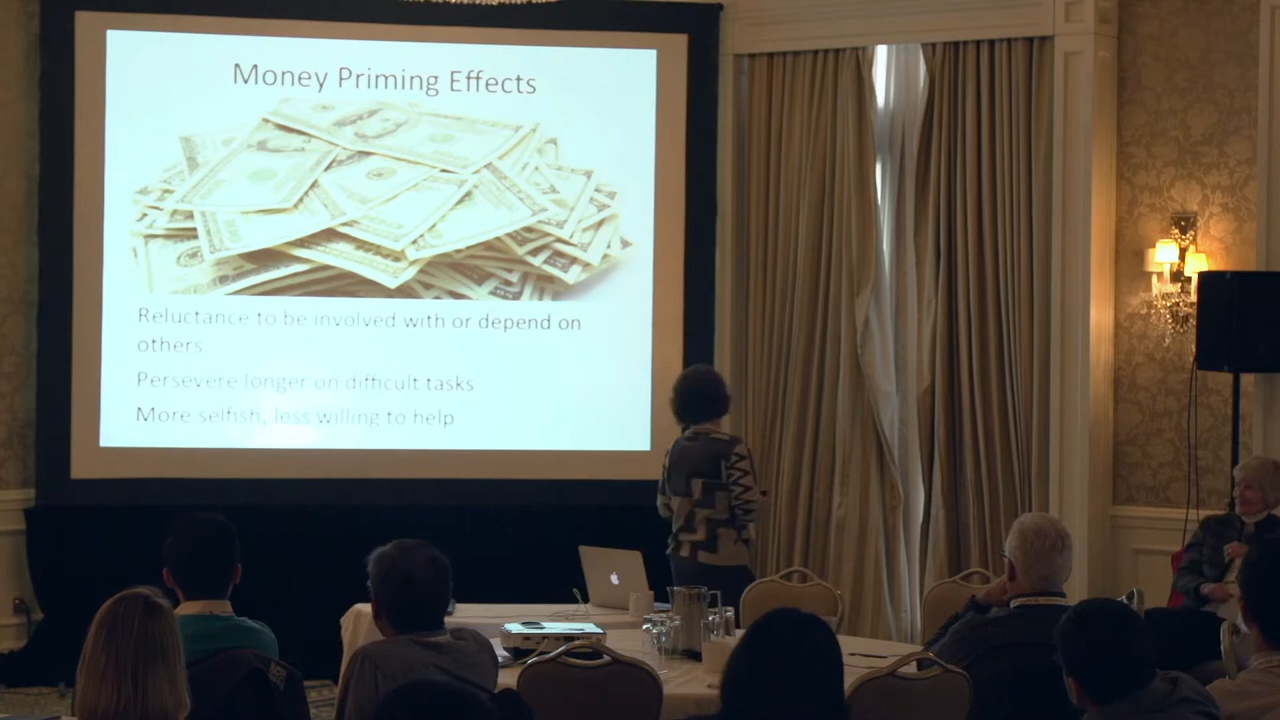 Money Priming Effects
Reluctance to be involved with or depend on
others
Persevere longer on difficult tasks
More selfish, less willing to help